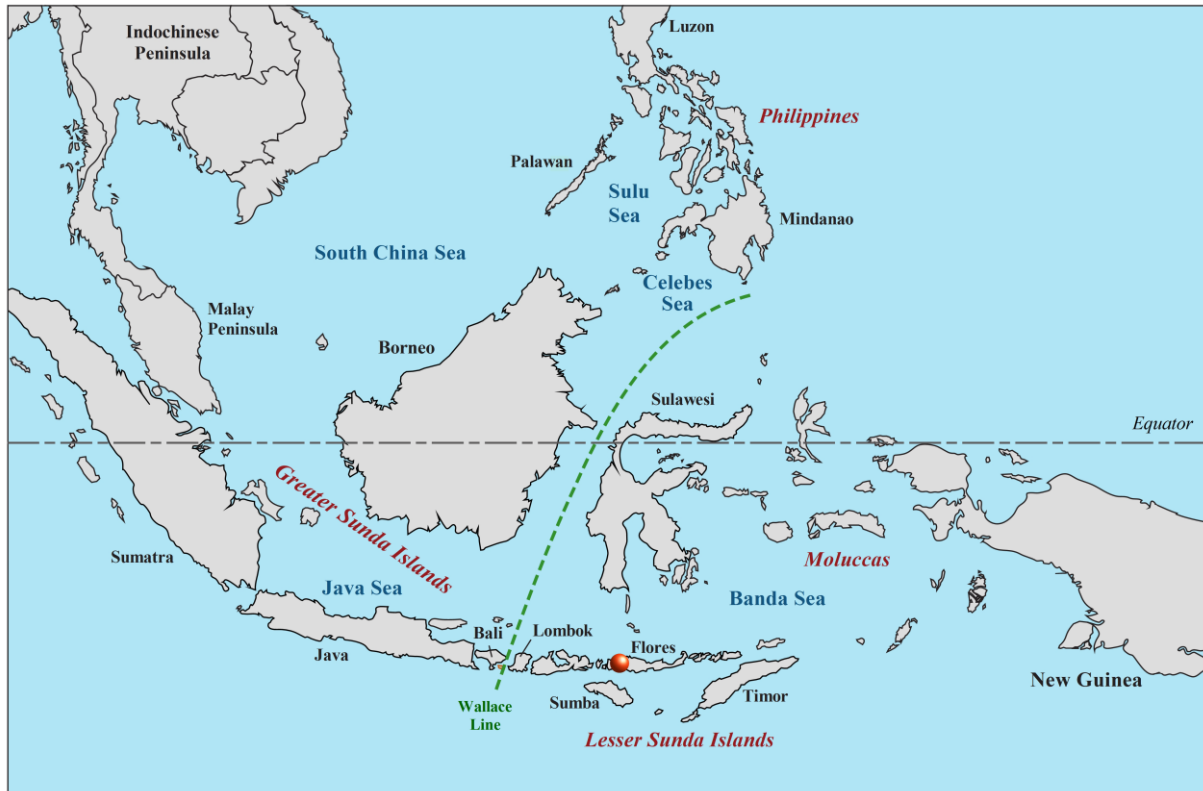 Luzon
Indochinese
Peninsula
Philippines
Palawan
Sulu
Sea
Mindanao
South China Sea
Celebes
Sea
Malay
Peninsula
Borneo
Sulawesi
Equator
Greater Sunda Islands
Sumatra
Moluccas
Java Sea
Banda Sea
Bali
Lombok
Flores
Java
New Guinea
Sumba
Timor
Wallace
Line
Lesser Sunda Islands